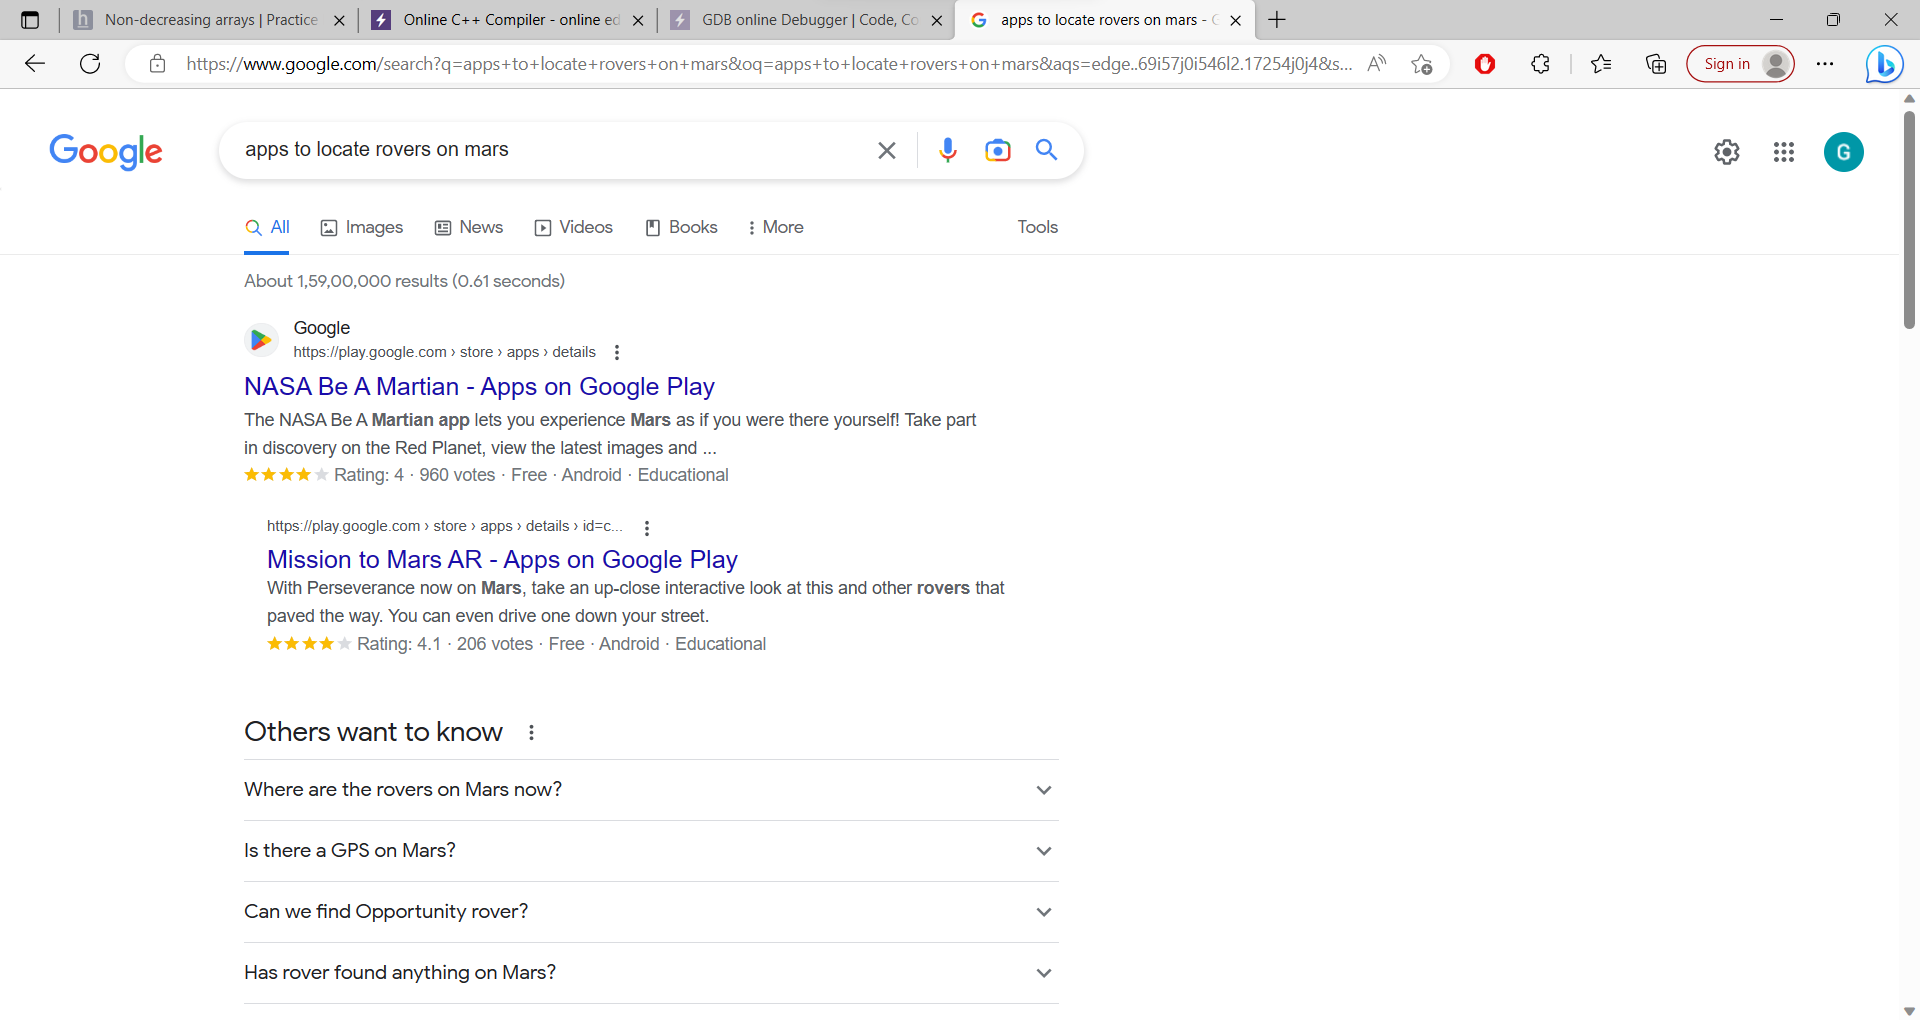 Non-decreasing arrays | Practice
Online C++ Compiler - online ed
GDB online Debugger | Code, Co
apps to locate rovers on mars - G
https://www.google.com/search?q=apps+to+locate+rovers+on+mars&oq=apps+to+locate+rovers+on+mars&aqs=edge..69i57j0i546l2.17254j0j4&s...
Sign in
Google
apps to locate rovers on mars
G
All
Images
News
Videos
Books
More
Tools
About 1,59,00,000 results (0.61 seconds)
Google
https://play.google.com › store › apps › details
NASA Be A Martian - Apps on Google Play
The NASA Be A Martian app lets you experience Mars as if you were there yourself! Take part
in discovery on the Red Planet, view the latest images and ...
Rating: 4 · 960 votes · Free · Android · Educational
https://play.google.com › store › apps › details › id=c...
Mission to Mars AR - Apps on Google Play
With Perseverance now on Mars, take an up-close interactive look at this and other rovers that
paved the way. You can even drive one down your street.
Rating: 4.1 · 206 votes · Free · Android · Educational
Others want to know
Where are the rovers on Mars now?
Is there a GPS on Mars?
Can we find Opportunity rover?
Has rover found anything on Mars?